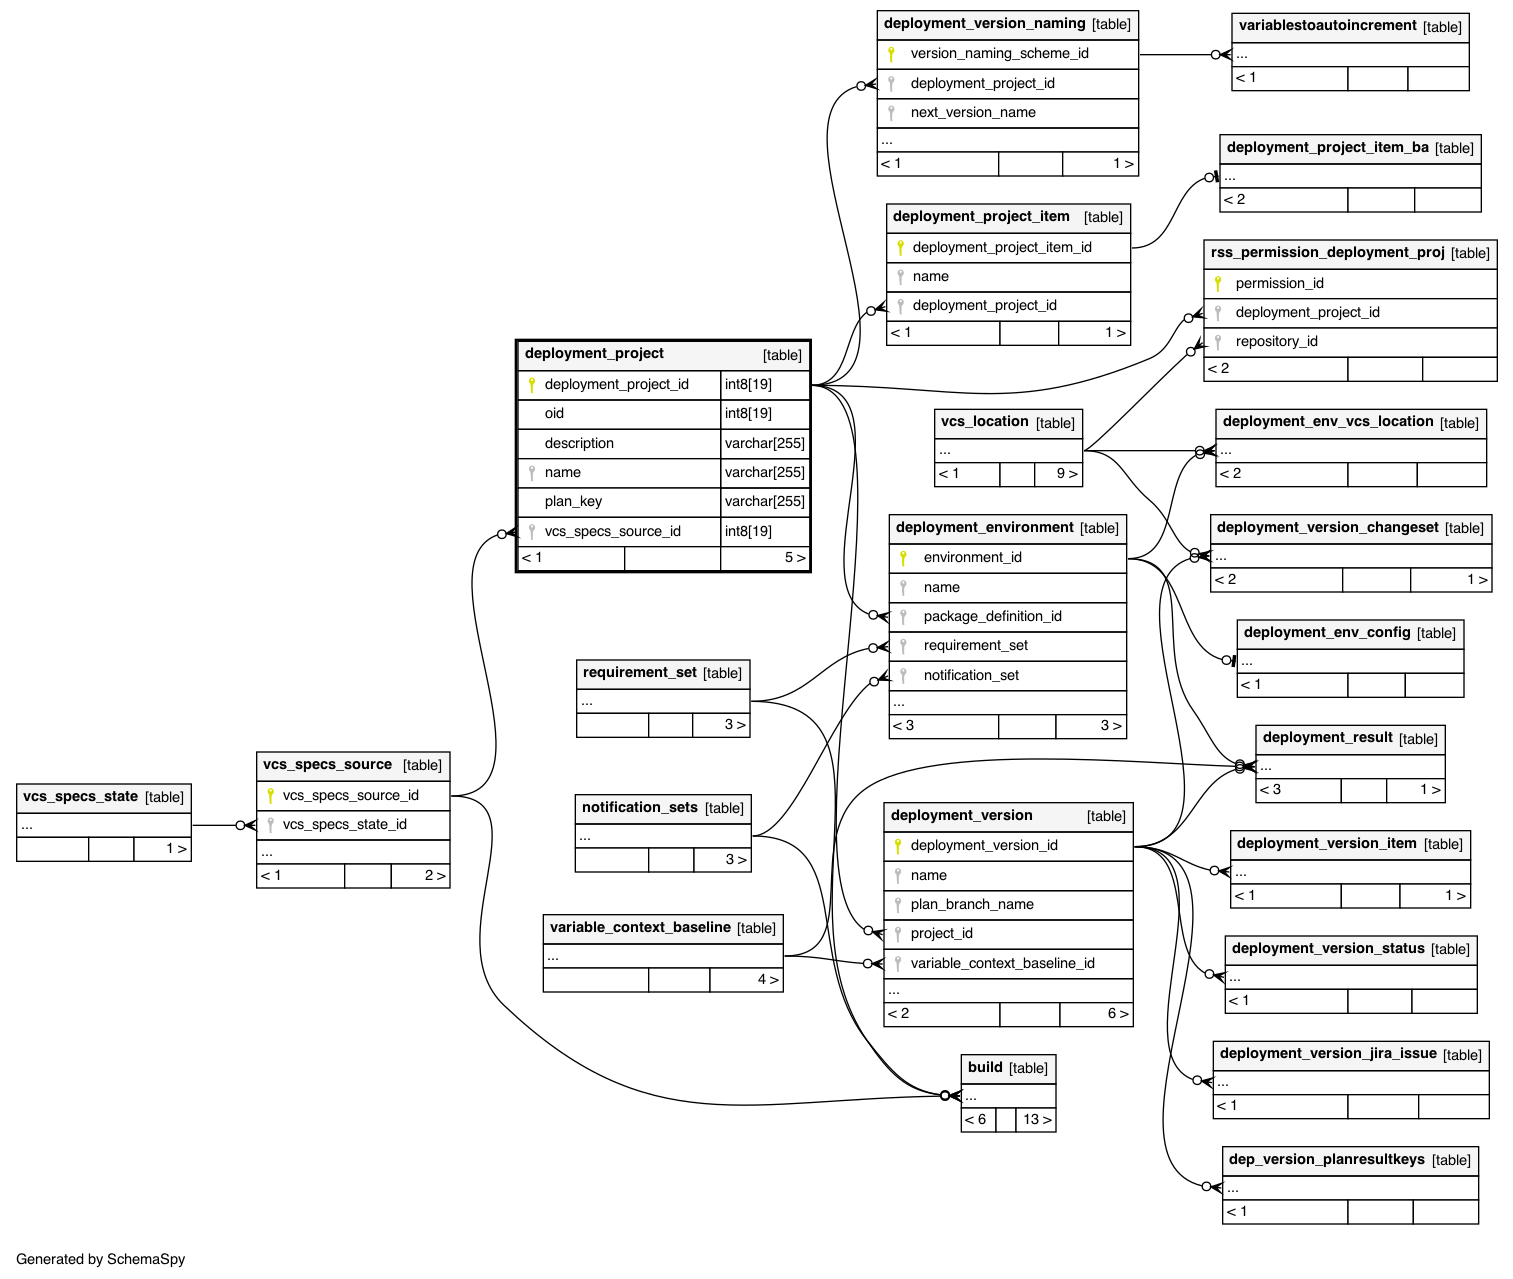 deployment_version_naming [table]
version_naming_scheme_id
deployment_project_id
next_version_name
...
< 1 1 >
variablestoautoincrement [table]
...
< 1
deployment_project_item_ba [table]
...
< 2
deployment_project_item [table]
deployment_project_item_id
name
deployment_project_id
< 1 1 >
rss_permission_deployment_proj [table]
permission_id
deployment_project_id
repository_id
< 2
deployment_project [table]
deployment_project_id int8[19]
oid int8[19]
description varchar[255]
name varchar[255]
plan_key varchar[255]
vcs_specs_source_id int8[19]
< 1 5 >
vcs_location [table]
...
< 1 9 >
deployment_env_vcs_location [table]
...
< 2
deployment_environment [table]
environment_id
name
package_definition_id
requirement_set
notification_set
...
< 3 3 >
deployment_version_changeset [table]
...
< 2 1 >
deployment_env_config [table]
...
< 1
requirement_set [table]
...
3 >
deployment_result [table]
...
< 3 1 >
vcs_specs_state [table]
...
1 >
vcs_specs_source [table]
vcs_specs_source_id
vcs_specs_state_id
...
< 1 2 >
notification_sets [table]
...
3 >
deployment_version [table]
deployment_version_id
name
plan_branch_name
project_id
variable_context_baseline_id
...
< 2 6 >
deployment_version_item [table]
...
< 1 1 >
variable_context_baseline [table]
...
4 >
deployment_version_status [table]
...
< 1
build [table]
...
< 6 13 >
deployment_version_jira_issue [table]
...
< 1
dep_version_planresultkeys [table]
...
< 1
Generated by SchemaSpy